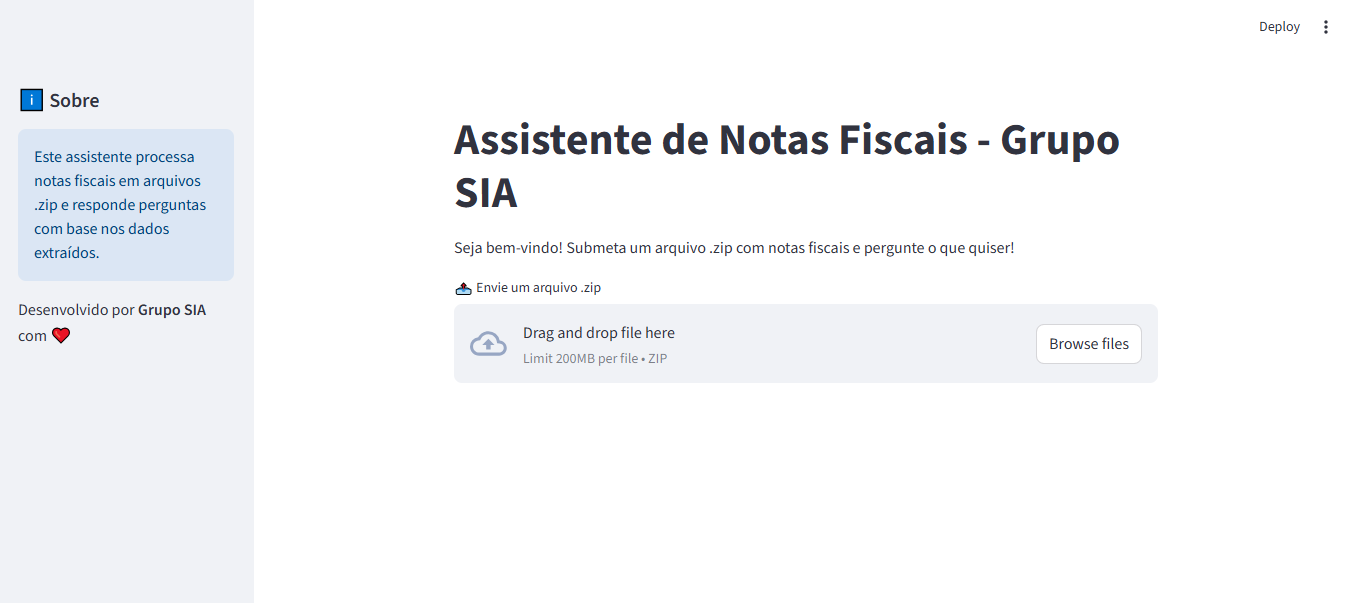 Deploy
ℹ️ Sobre
Este assistente processa
notas fiscais em arquivos
.zip e responde perguntas
com base nos dados
extraídos.
Desenvolvido por Grupo SIA
com ❤️
Assistente de Notas Fiscais - Grupo
SIA
Seja bem-vindo! Submeta um arquivo .zip com notas fiscais e pergunte o que quiser!
📤 Envie um arquivo .zip
Drag and drop file here
Limit 200MB per file • ZIP
Browse files